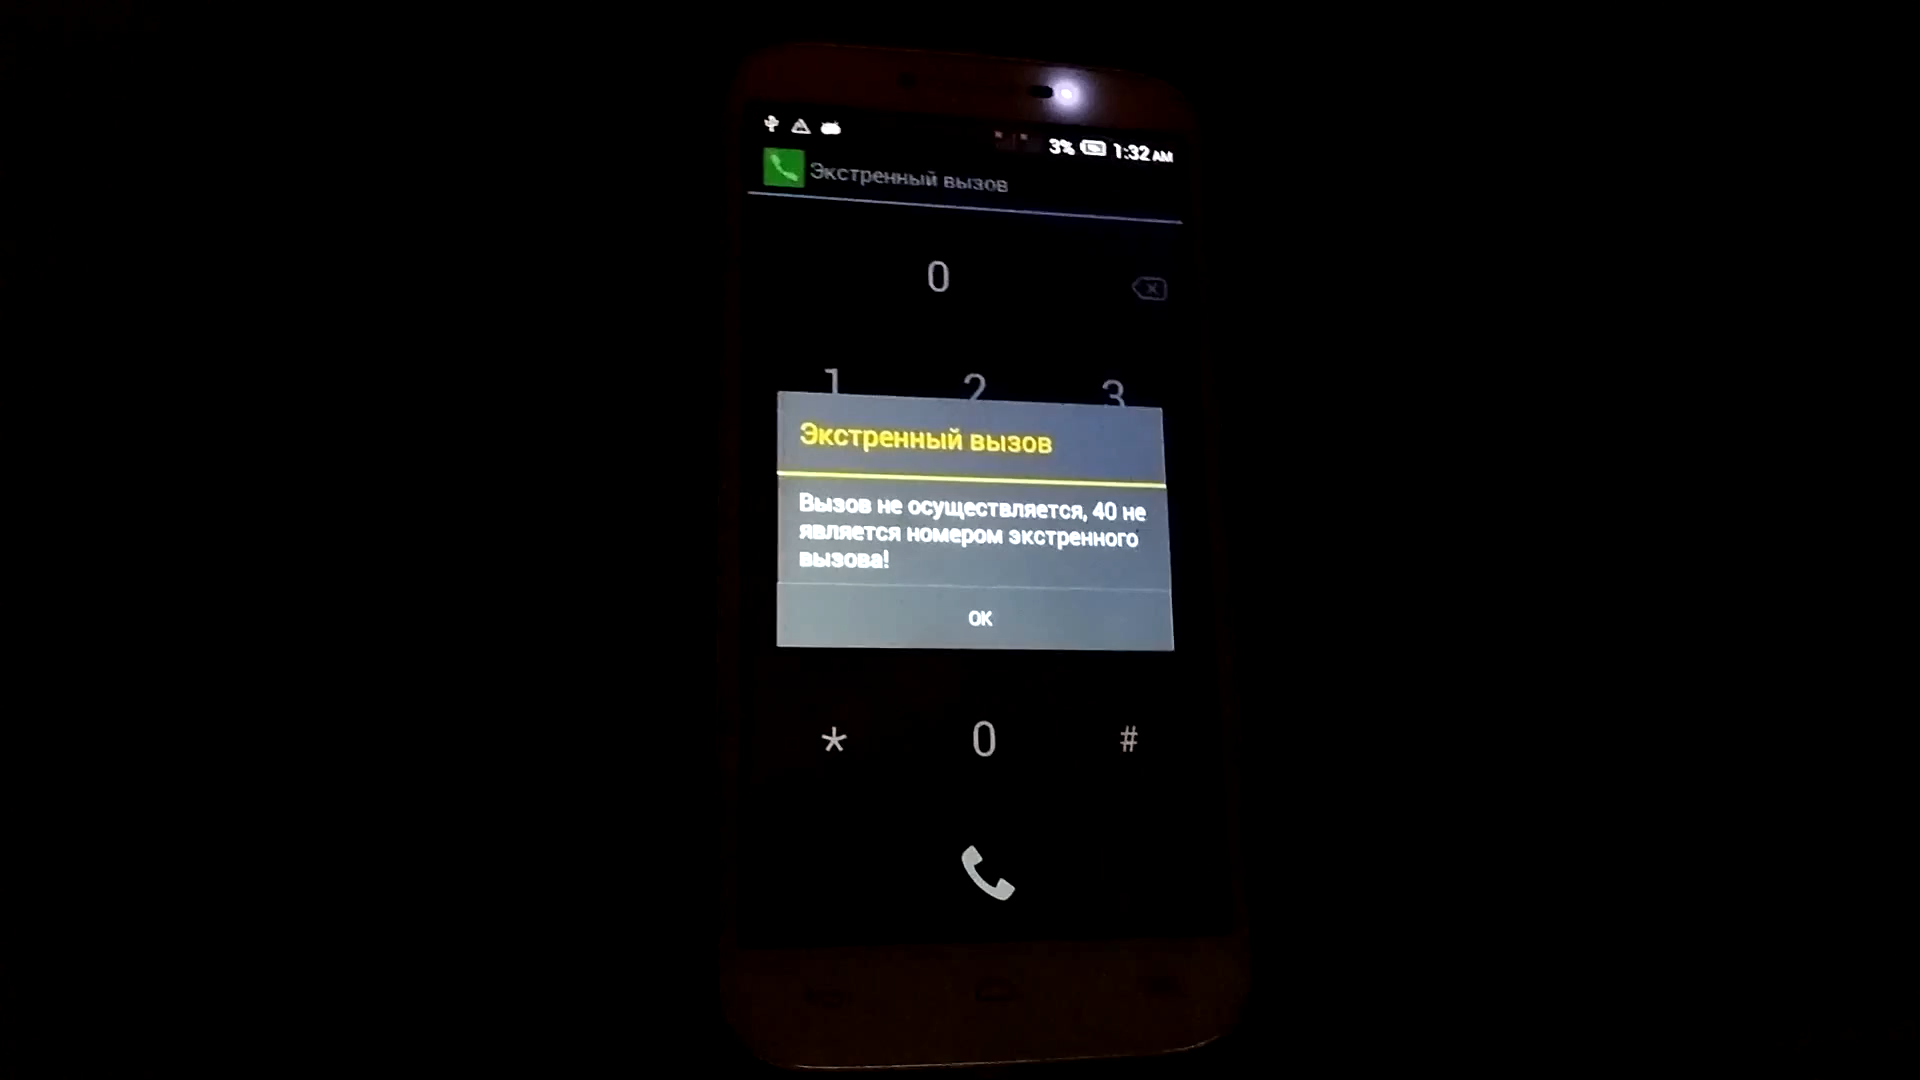 3% 1:32 AM
Экстренный вызов
0
1 2 3
Экстренный вызов
Вызов не осуществляется, 40 не
является номером экстренного
вызова!
ОК
* 0 #